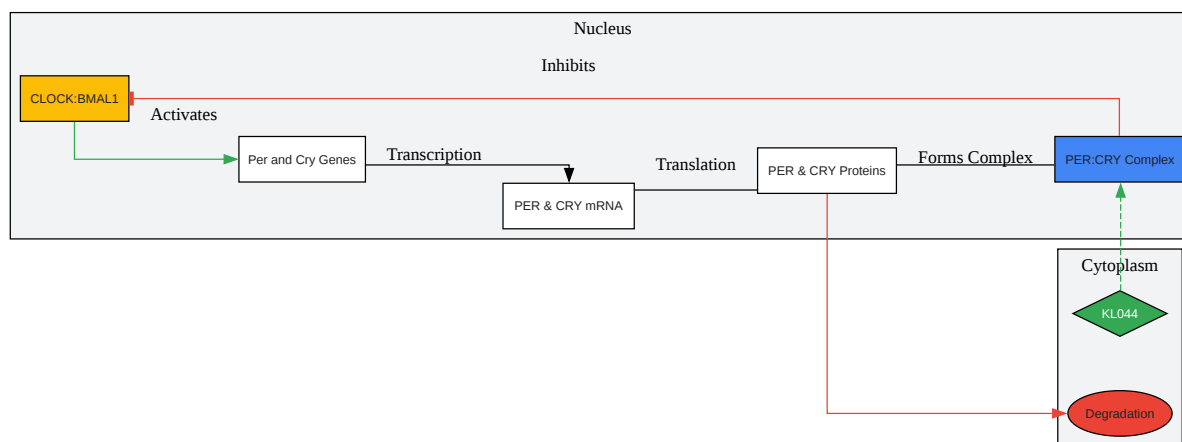 Nucleus
Inhibits
CLOCK:BMAL1
Activates
Per and Cry Genes
Transcription
PER & CRY mRNA
Translation
PER & CRY Proteins
Forms Complex
PER:CRY Complex
Cytoplasm
KL044
Degradation